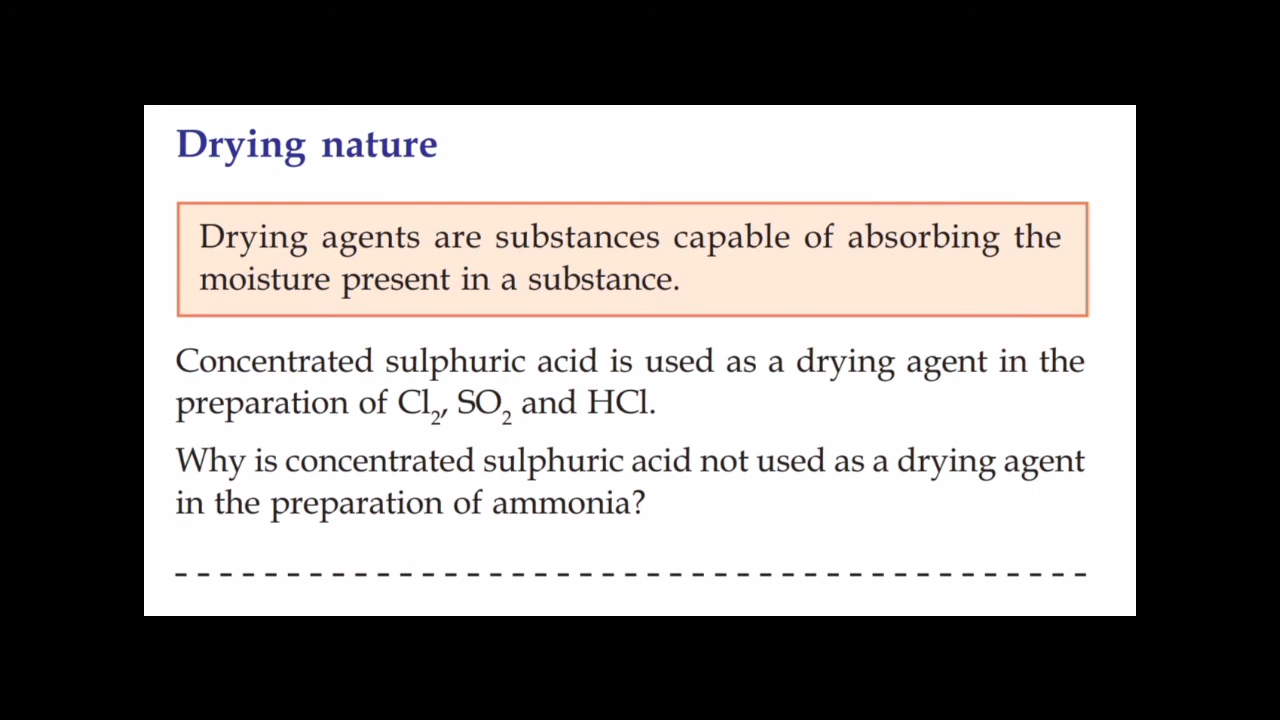 Drying nature
Drying agents are substances capable of absorbing the
moisture present in a substance.
Concentrated sulphuric acid is used as a drying agent in the
preparation of Cl₂, SO₂ and HCl.
Why is concentrated sulphuric acid not used as a drying agent
in the preparation of ammonia?